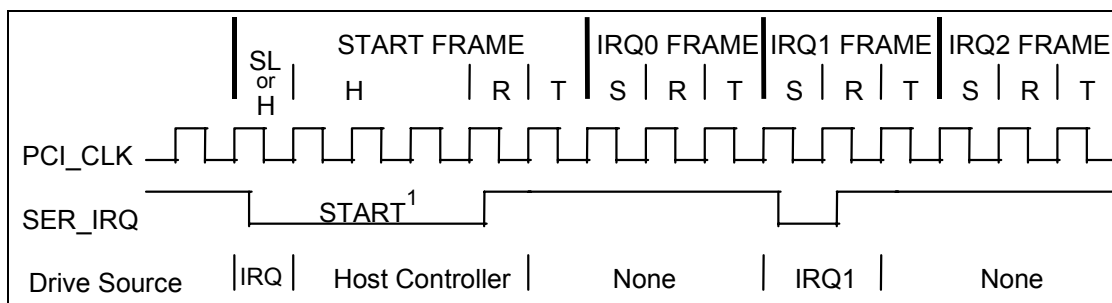 START FRAME IRQ0 FRAME IRQ1 FRAME IRQ2 FRAME
SL
or
H
H R T S R T S R T S R T
PCI_CLK
START1
SER_IRQ
Drive Source IRQ Host Controller None IRQ1 None